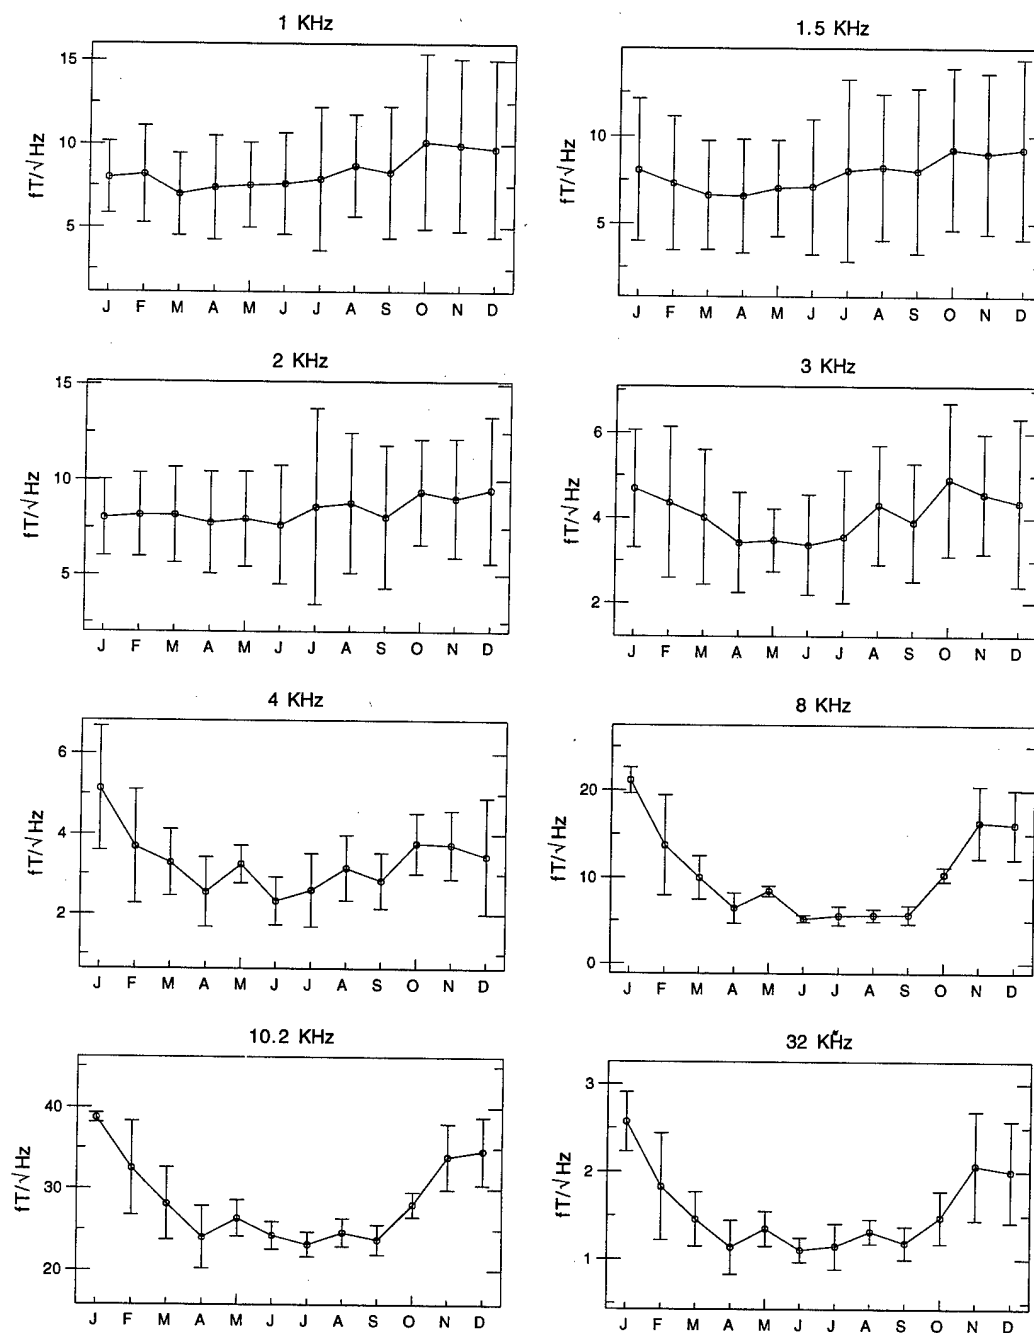 1 KHz
1.5 KHz
15
10
5
fT/√Hz
J F M A M J J A S O N D
10
5
fT/√Hz
J F M A M J J A S O N D
2 KHz
3 KHz
15
10
5
fT/√Hz
J F M A M J J A S O N D
6
4
2
fT/√Hz
J F M A M J J A S O N D
4 KHz
8 KHz
6
4
2
fT/√Hz
J F M A M J J A S O N D
20
10
0
fT/√Hz
J F M A M J J A S O N D
10.2 KHz
32 KHz
40
30
20
fT/√Hz
J F M A M J J A S O N D
3
2
1
fT/√Hz
J F M A M J J A S O N D